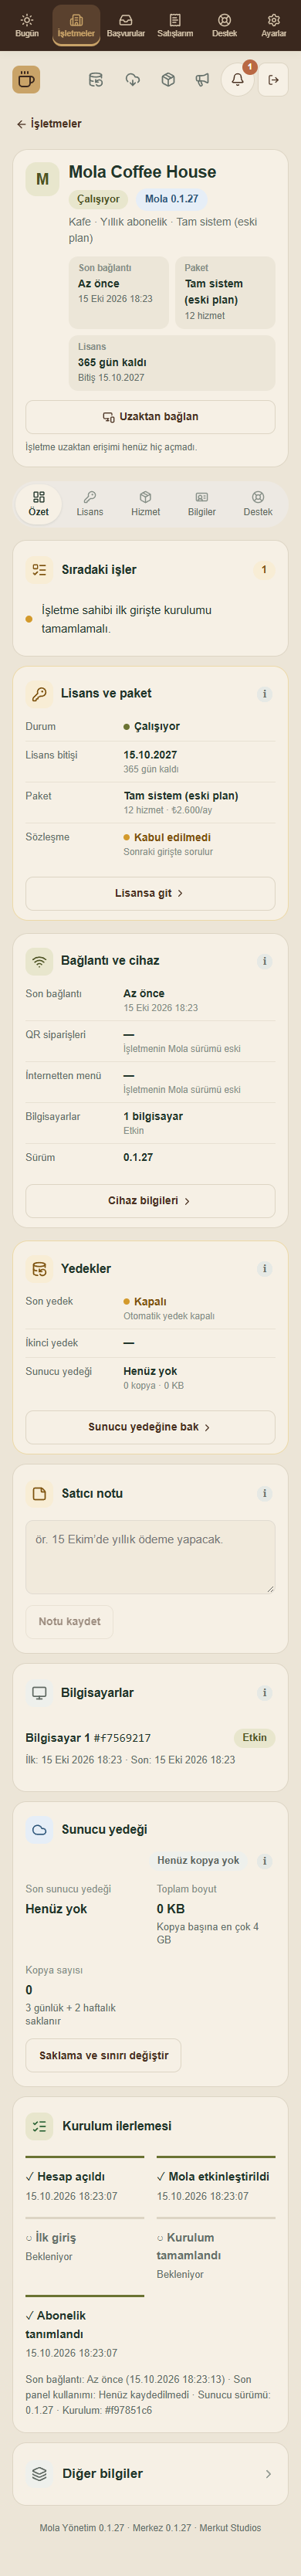 Bugün
İşletmeler
Başvurular
Satışlarım
Destek
Ayarlar
1
← İşletmeler
M
Mola Coffee House
Çalışıyor
Mola 0.1.27
Kafe · Yıllık abonelik · Tam sistem (eski
plan)
Son bağlantı
Az önce
15 Eki 2026 18:23
Paket
Tam sistem
(eski plan)
12 hizmet
Lisans
365 gün kaldı
Bitiş 15.10.2027
Uzaktan bağlan
İşletme uzaktan erişimi henüz hiç açmadı.
Özet
Lisans
Hizmet
Bilgiler
Destek
Sıradaki işler
1
İşletme sahibi ilk girişte kurulumu
tamamlamalı.
Lisans ve paket
i
Durum
Çalışıyor
Lisans bitişi
15.10.2027
365 gün kaldı
Paket
Tam sistem (eski plan)
12 hizmet · ₺2.600/ay
Sözleşme
Kabul edilmedi
Sonraki girişte sorulur
Lisansa git ›
Bağlantı ve cihaz
i
Son bağlantı
Az önce
15 Eki 2026 18:23
QR siparişleri
—
İşletmenin Mola sürümü eski
İnternetten menü
—
İşletmenin Mola sürümü eski
Bilgisayarlar
1 bilgisayar
Etkin
Sürüm
0.1.27
Cihaz bilgileri ›
Yedekler
i
Son yedek
Kapalı
Otomatik yedek kapalı
İkinci yedek
—
Sunucu yedeği
Henüz yok
0 kopya · 0 KB
Sunucu yedeğine bak ›
Satıcı notu
i
ör. 15 Ekim'de yıllık ödeme yapacak.
Notu kaydet
Bilgisayarlar
i
Bilgisayar 1 #f7569217
Etkin
İlk: 15 Eki 2026 18:23 · Son: 15 Eki 2026 18:23
Sunucu yedeği
Henüz kopya yok
i
Son sunucu yedeği
Henüz yok
Toplam boyut
0 KB
Kopya başına en çok 4
GB
Kopya sayısı
0
3 günlük + 2 haftalık
saklanır
Saklama ve sınırı değiştir
Kurulum ilerlemesi
✓ Hesap açıldı
15.10.2026 18:23:07
✓ Mola etkinleştirildi
15.10.2026 18:23:07
○ İlk giriş
Bekleniyor
○ Kurulum
tamamlandı
Bekleniyor
✓ Abonelik
tanımlandı
15.10.2026 18:23:07
Son bağlantı: Az önce (15.10.2026 18:23:13) · Son
panel kullanımı: Henüz kaydedilmedi · Sunucu sürümü:
0.1.27 · Kurulum: #f97851c6
Diğer bilgiler
Mola Yönetim 0.1.27 · Merkez 0.1.27 · Merkut Studios